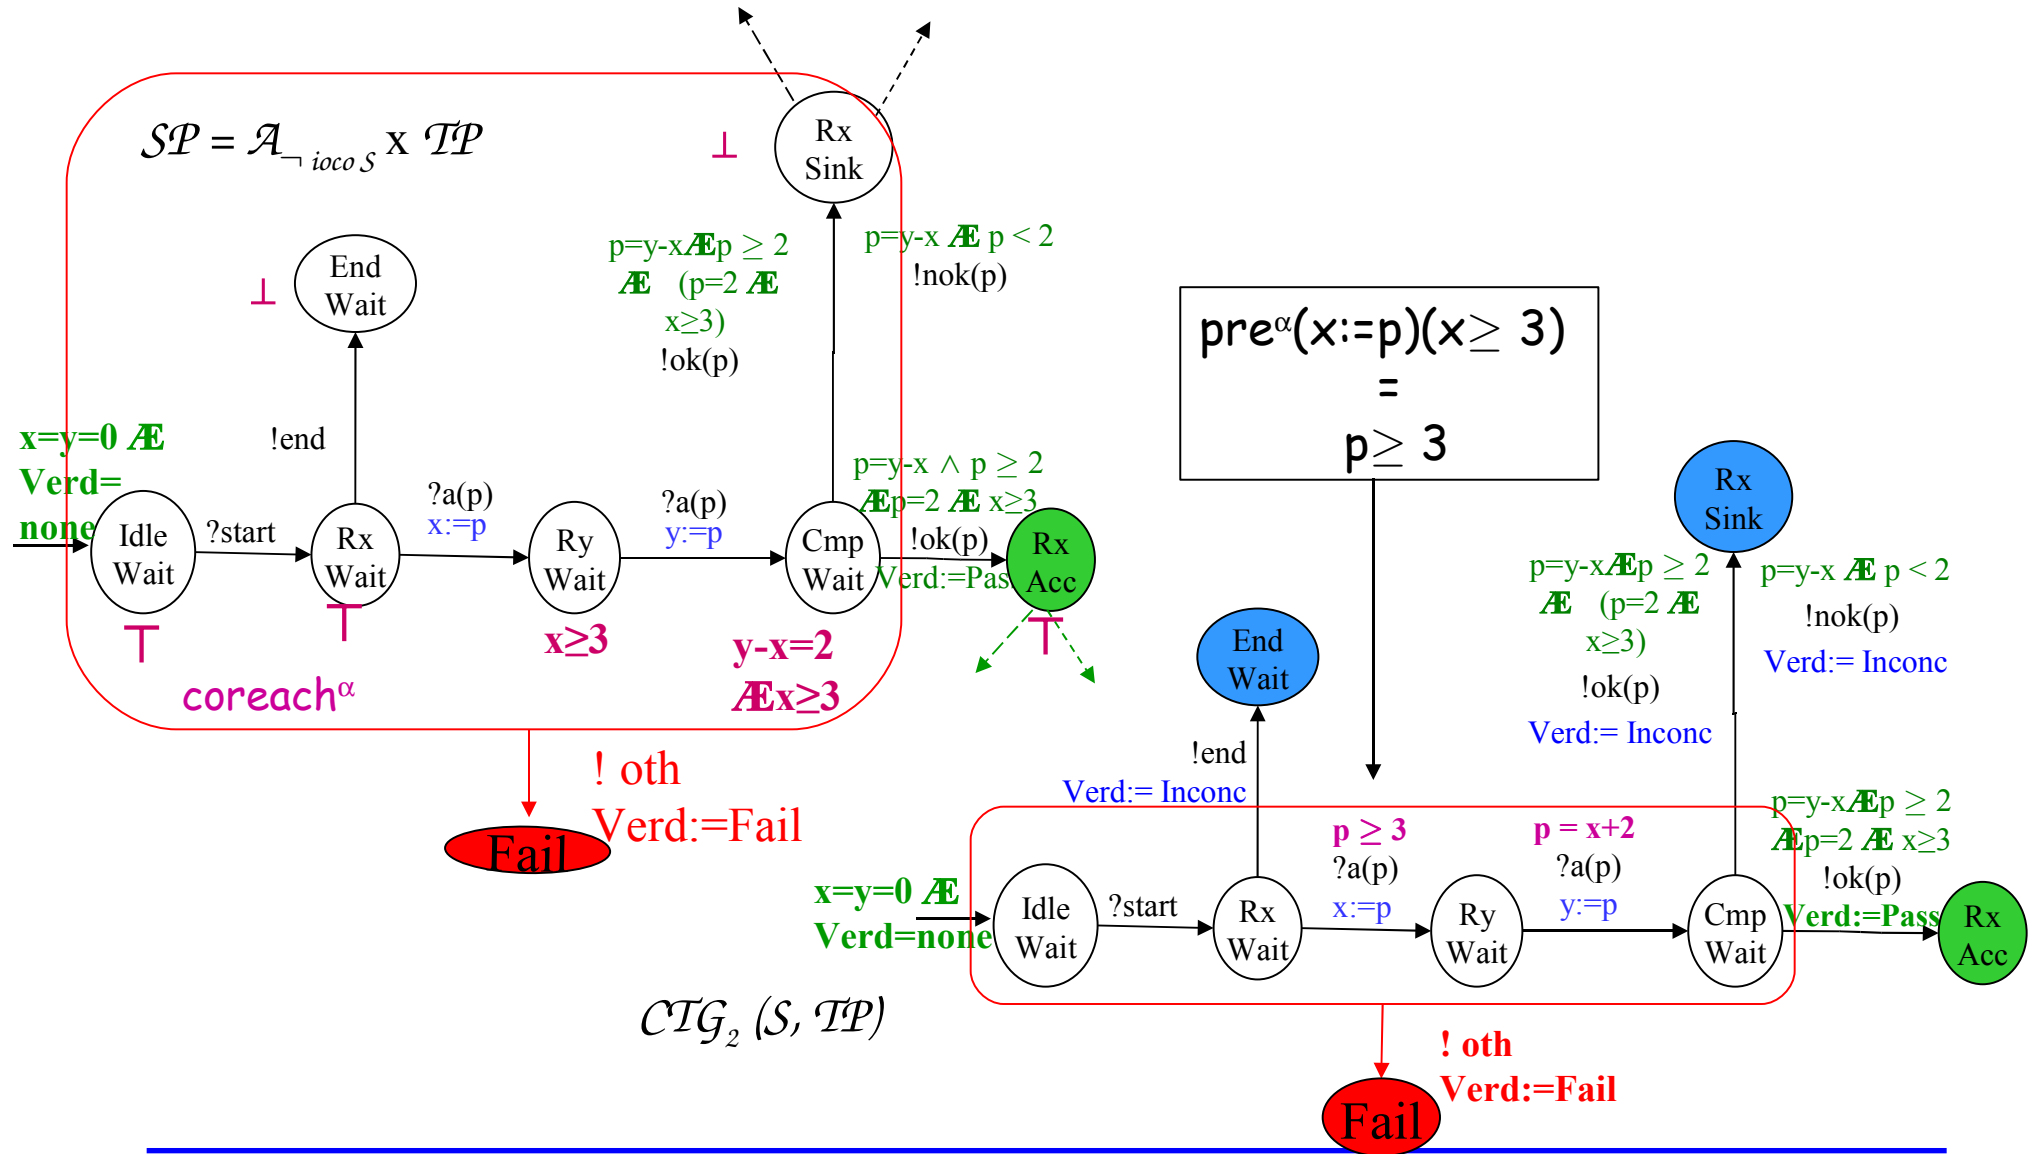 SP = A¬ ioco S x TP
⊥
Rx
Sink
p=y-xÆp ≥ 2
Æ (p=2 Æ
x≥3)
!ok(p)
p=y-x Æ p < 2
!nok(p)
⊥
End
Wait
!end
x=y=0 Æ
Verd=
none
Idle
Wait
?start
Rx
Wait
?a(p)
x:=p
Ry
Wait
?a(p)
y:=p
Cmp
Wait
p=y-x ∧ p ≥ 2
Æp=2 Æ x≥3
!ok(p)
Verd:=Pas
Rx
Acc
⊤
⊤
x≥3
y-x=2
Æx≥3
⊤
coreachα
! oth
Verd:=Fail
Fail
preα(x:=p)(x≥ 3)
=
p≥ 3
Rx
Sink
p=y-xÆp ≥ 2
Æ (p=2 Æ
x≥3)
!ok(p)
Verd:= Inconc
p=y-x Æ p < 2
!nok(p)
Verd:= Inconc
End
Wait
!end
Verd:= Inconc
x=y=0 Æ
Verd=none
Idle
Wait
?start
Rx
Wait
p ≥ 3
?a(p)
x:=p
Ry
Wait
p = x+2
?a(p)
y:=p
Cmp
Wait
p=y-xÆp ≥ 2
Æp=2 Æ x≥3
!ok(p)
Verd:=Pass
Rx
Acc
CTG2 (S, TP)
! oth
Verd:=Fail
Fail